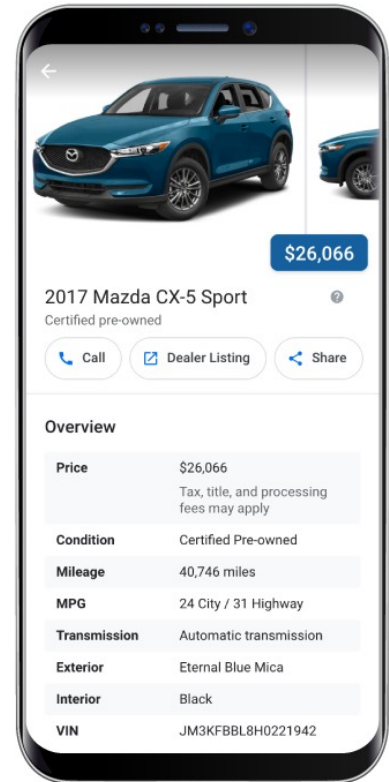 $26,066
2017 Mazda CX-5 Sport
Certified pre-owned
Call
Dealer Listing
Share
Overview
Price $26,066
Tax, title, and processing
fees may apply
Condition Certified Pre-owned
Mileage 40,746 miles
MPG 24 City / 31 Highway
Transmission Automatic transmission
Exterior Eternal Blue Mica
Interior Black
VIN JM3KFBBL8H0221942